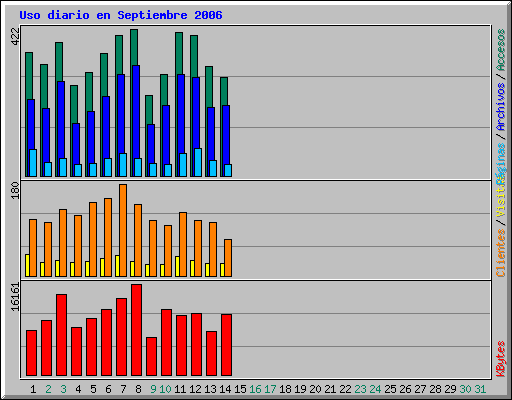 Uso diario en Septiembre 2006
422
180
16161
Páginas / Archivos / Accesos
Clientes / Visitas
KBytes
1 2 3 4 5 6 7 8 9 10 11 12 13 14 15 16 17 18 19 20 21 22 23 24 25 26 27 28 29 30 31